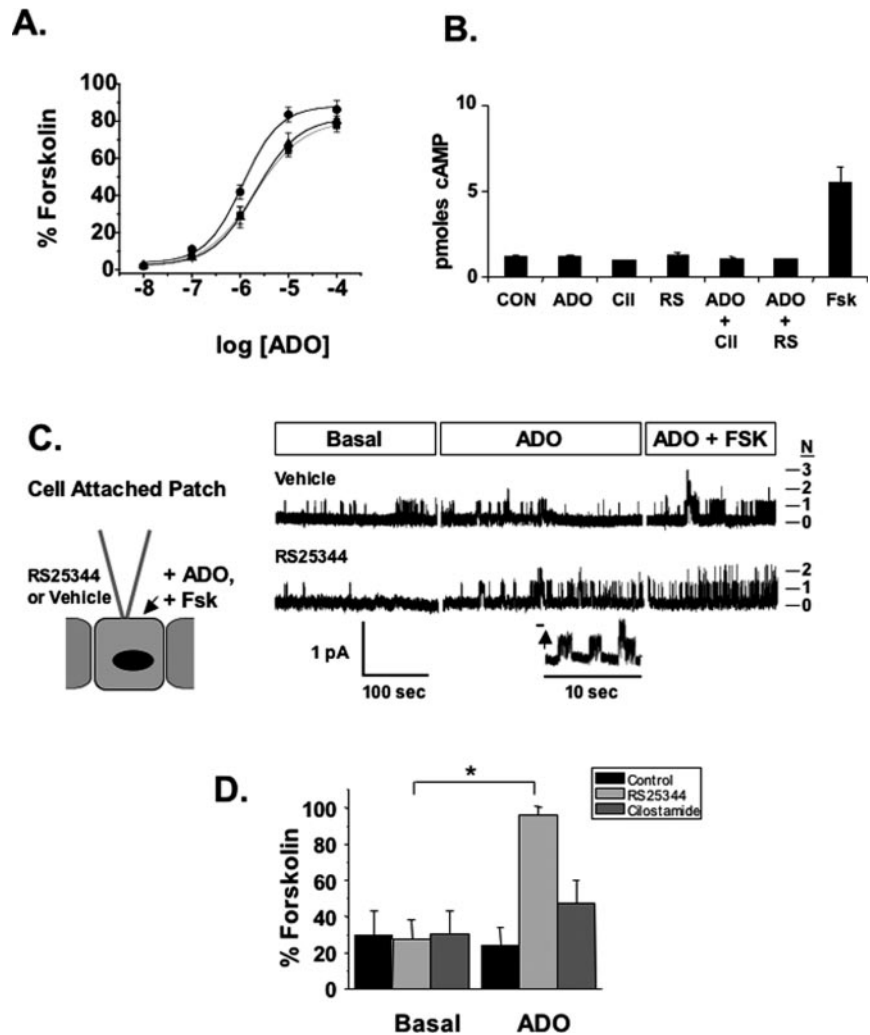 A.
100
80
60
40
20
0
% Forskolin
-8 -7 -6 -5 -4
log [ADO]
B.
10
5
0
pmoles cAMP
CON ADO Cil RS ADO + Cil ADO + RS Fsk
C.
Cell Attached Patch
RS25344 or Vehicle
+ ADO,
+ Fsk
Basal ADO ADO + FSK
N
Vehicle
3
2
1
0
RS25344
2
1
0
1 pA
100 sec
10 sec
D.
*
Control
RS25344
Cilostamide
100
80
60
40
20
0
% Forskolin
Basal ADO